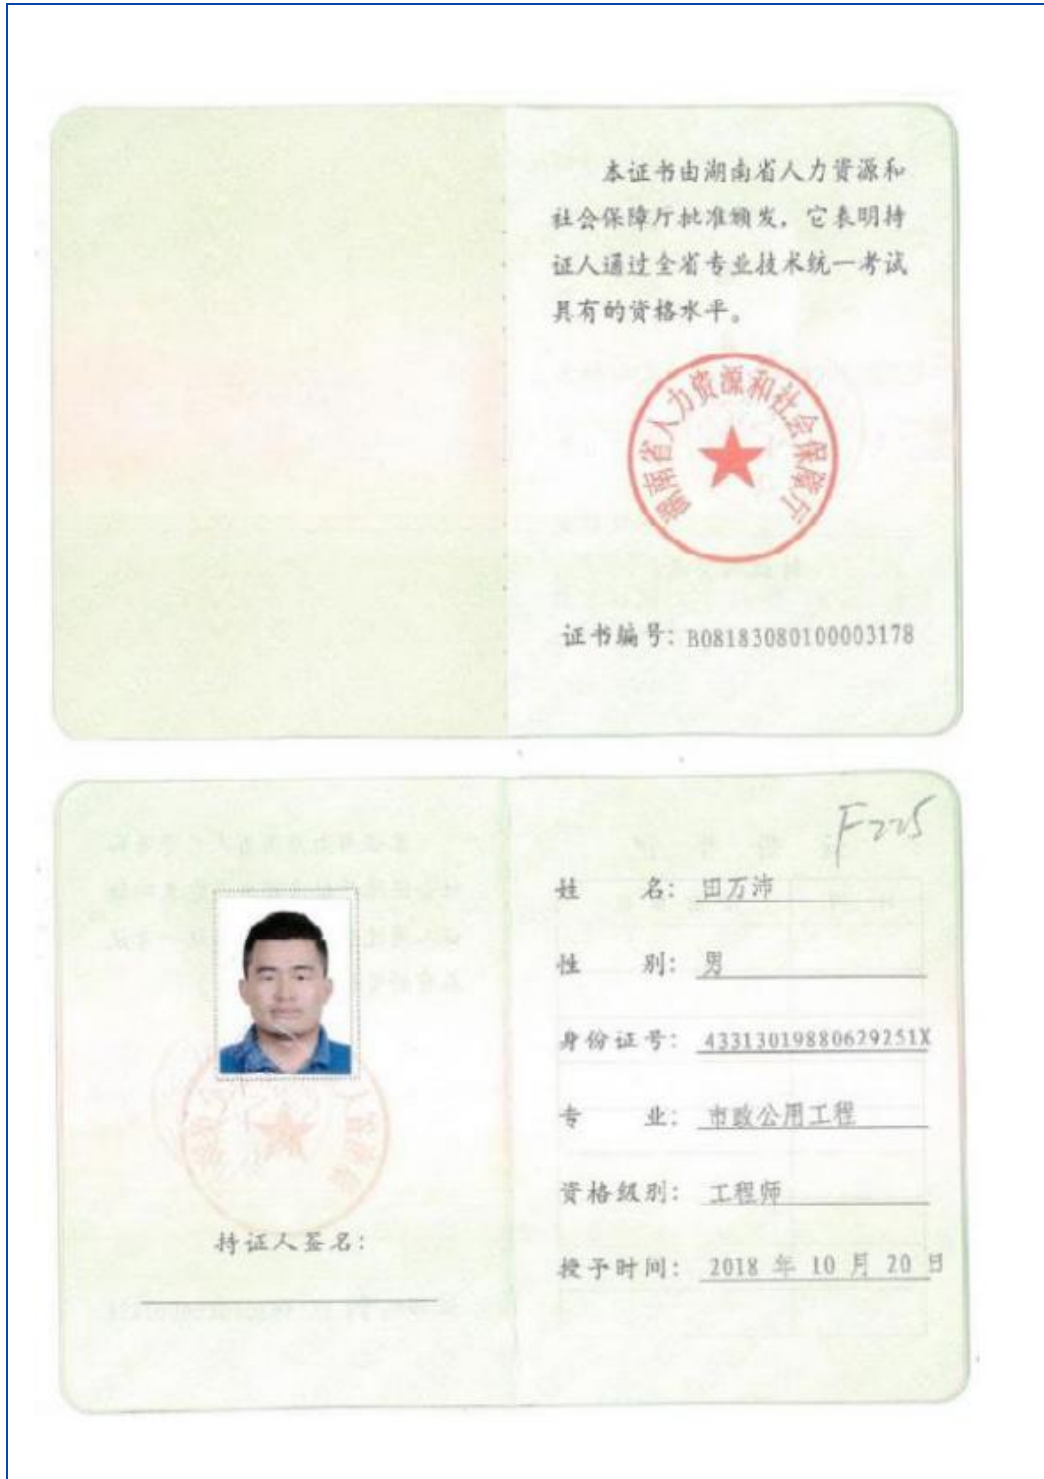 本证书由湖南省人力资源和
社会保障厅批准颁发,它表明持
证人通过全省专业技术统一考试
具有的资格水平。
湖南省人力资源和社会保障厅
证书编号:B08183080100003178
F225
姓 名:田万沛
性 别:男
身份证号:43313019880629251X
专 业:市政公用工程
资格级别:工程师
授予时间:2018 年 10 月 20 日
持证人签名: